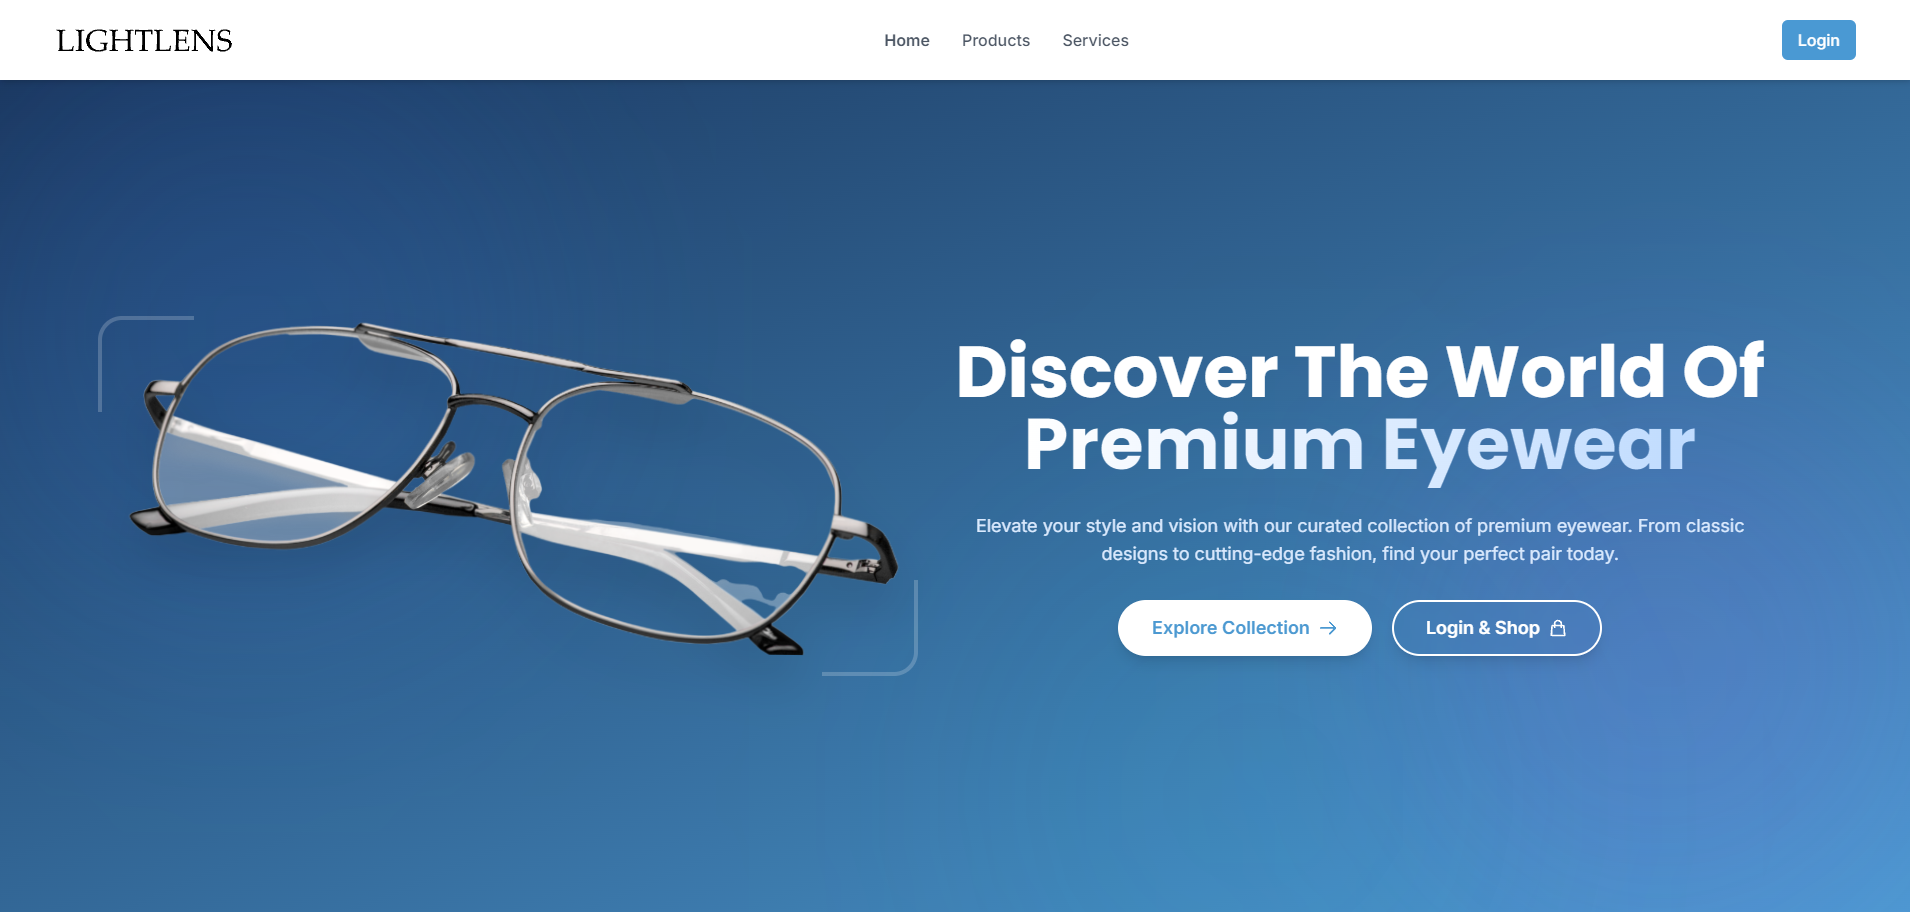 LIGHTLENS
Home
Products
Services
Login
Discover The World Of
Premium Eyewear
Elevate your style and vision with our curated collection of premium eyewear. From classic
designs to cutting-edge fashion, find your perfect pair today.
Explore Collection
Login & Shop